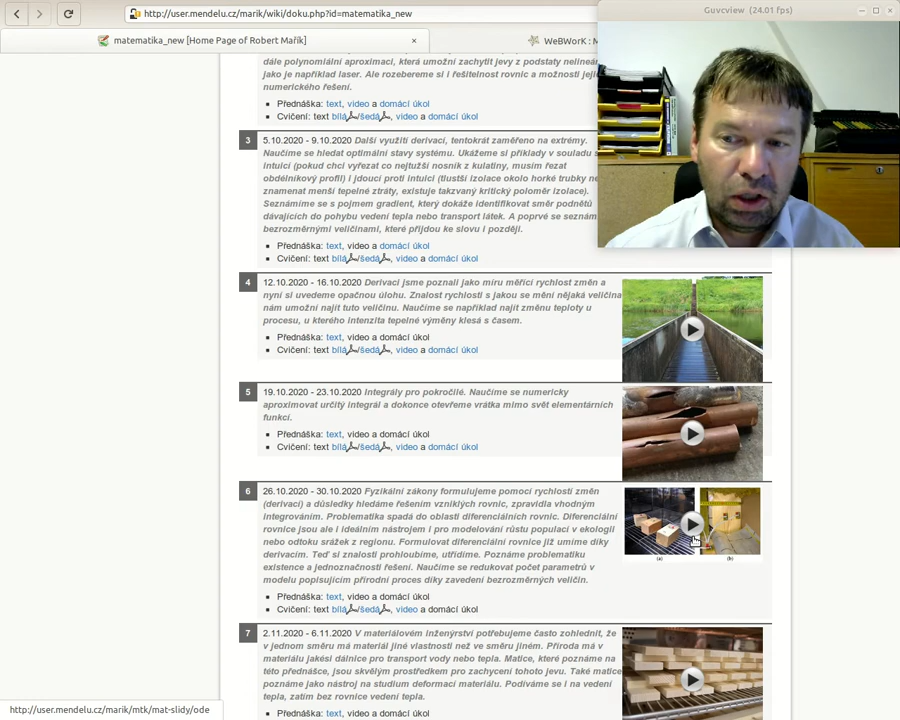 http://user.mendelu.cz/marik/wiki/doku.php?id=matematika_new
Guvcview (24.01 fps)
matematika_new [Home Page of Robert Mařík]
×
WeBWorK : M
dále polynomiální aproximaci, která umožní zachytit jevy z podstaty nelineár
jako je například laser. Ale rozebereme si i řešitelnost rovnic a možnosti jeji
numerického řešení.
Přednáška: text, video a domácí úkol
Cvičení: text bílá/šedá, video a domácí úkol
3
5.10.2020 - 9.10.2020 Další využití derivací, tentokrát zaměřeno na extrémy.
Naučíme se hledat optimální stavy systému. Ukážeme si příklady v souladu s
intuicí (pokud chci vyřezat co nejtužší nosník z kulatiny, musím řezat
obdélníkový profil) i jdoucí proti intuici (tlustší izolace okolo horké trubky ne
znamenat menší tepelné ztráty, existuje takzvaný kritický poloměr izolace).
Seznámíme se s pojmem gradient, který dokáže identifikovat směr podnětů
dávajících do pohybu vedení tepla nebo transport látek. A poprvé se seznám
bezrozměrnými veličinami, které přijdou ke slovu i později.
Přednáška: text, video a domácí úkol
Cvičení: text bílá/šedá, video a domácí úkol
4
12.10.2020 - 16.10.2020 Derivaci jsme poznali jako míru měřící rychlost změn a
nyní si uvedeme opačnou úlohu. Znalost rychlosti s jakou se mění nějaká veličina
nám umožní najít tuto veličinu. Naučíme se například najít změnu teploty u
procesu, u kterého intenzita tepelné výměny klesá s časem.
Přednáška: text, video a domácí úkol
Cvičení: text bílá/šedá, video a domácí úkol
5
19.10.2020 - 23.10.2020 Integrály pro pokročilé. Naučíme se numericky
aproximovat určitý integrál a dokonce otevřeme vrátka mimo svět elementárních
funkcí.
Přednáška: text, video a domácí úkol
Cvičení: text bílá/šedá, video a domácí úkol
6
26.10.2020 - 30.10.2020 Fyzikální zákony formulujeme pomocí rychlostí změn
(derivací) a důsledky hledáme řešením vzniklých rovnic, zpravidla vhodným
integrováním. Problematika spadá do oblasti diferenciálních rovnic. Diferenciální
rovnice jsou ale i ideálním nástrojem i pro modelování růstu populací v ekologii
nebo odtoku srážek z regionu. Formulovat diferenciální rovnice již umíme díky
derivacím. Teď si znalosti prohloubíme, utřídíme. Poznáme problematiku
existence a jednoznačnosti řešení. Naučíme se redukovat počet parametrů v
modelu popisujícím přírodní proces díky zavedení bezrozměrných veličin.
Přednáška: text, video a domácí úkol
Cvičení: text bílá/šedá, video a domácí úkol
(a) (b)
7
2.11.2020 - 6.11.2020 V materiálovém inženýrství potřebujeme často zohlednit, že
v jednom směru má materiál jiné vlastnosti než ve směru jiném. Příroda má v
materiálu jakési dálnice pro transport vody nebo tepla. Matice, které poznáme na
této přednášce, jsou skvělým prostředkem pro zachycení tohoto jevu. Také matice
poznáme jako nástroj na studium deformací materiálu. Podíváme se i na vedení
tepla, zatím bez rovnice vedení tepla.
Přednáška: text, video a domácí úkol
http://user.mendelu.cz/marik/mtk/mat-slidy/ode